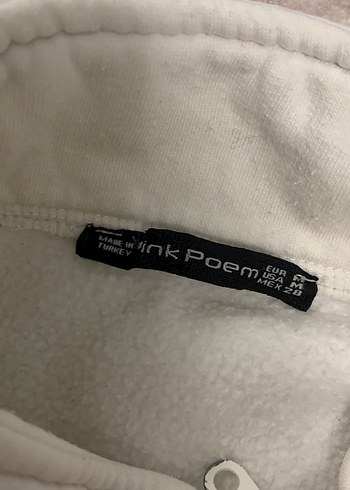 MADE IN
TURKEY
ink Poem
EUR M
USA M
MEX 28